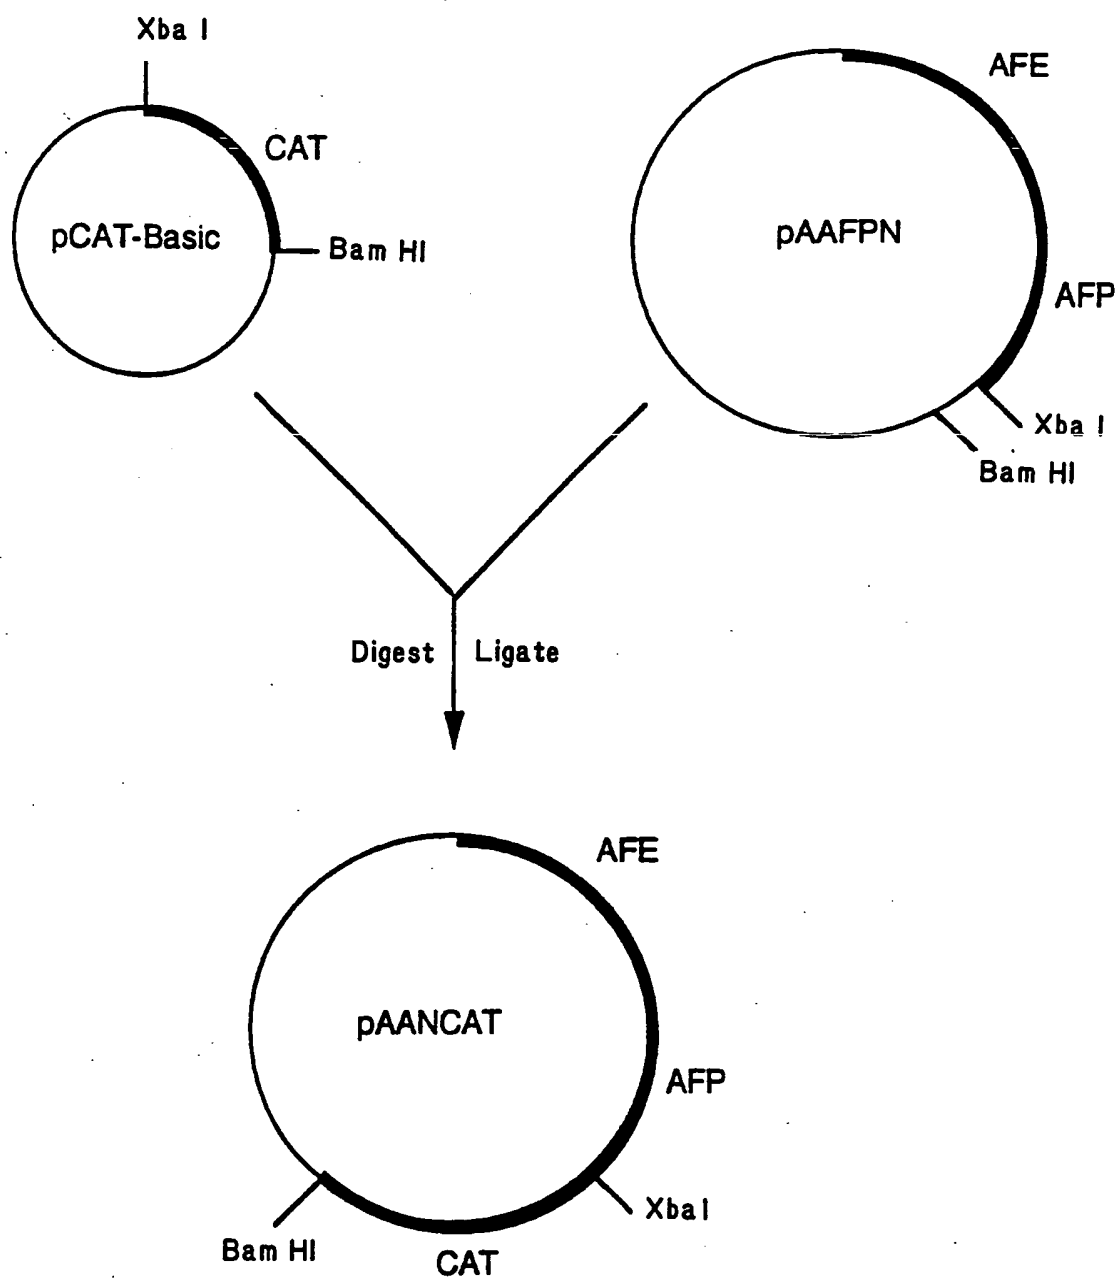 Xba I
CAT
pCAT-Basic
Bam HI
AFE
pAAFPN
AFP
Xba I
Bam HI
Digest
Ligate
AFE
pAANCAT
AFP
Xba I
Bam HI
CAT